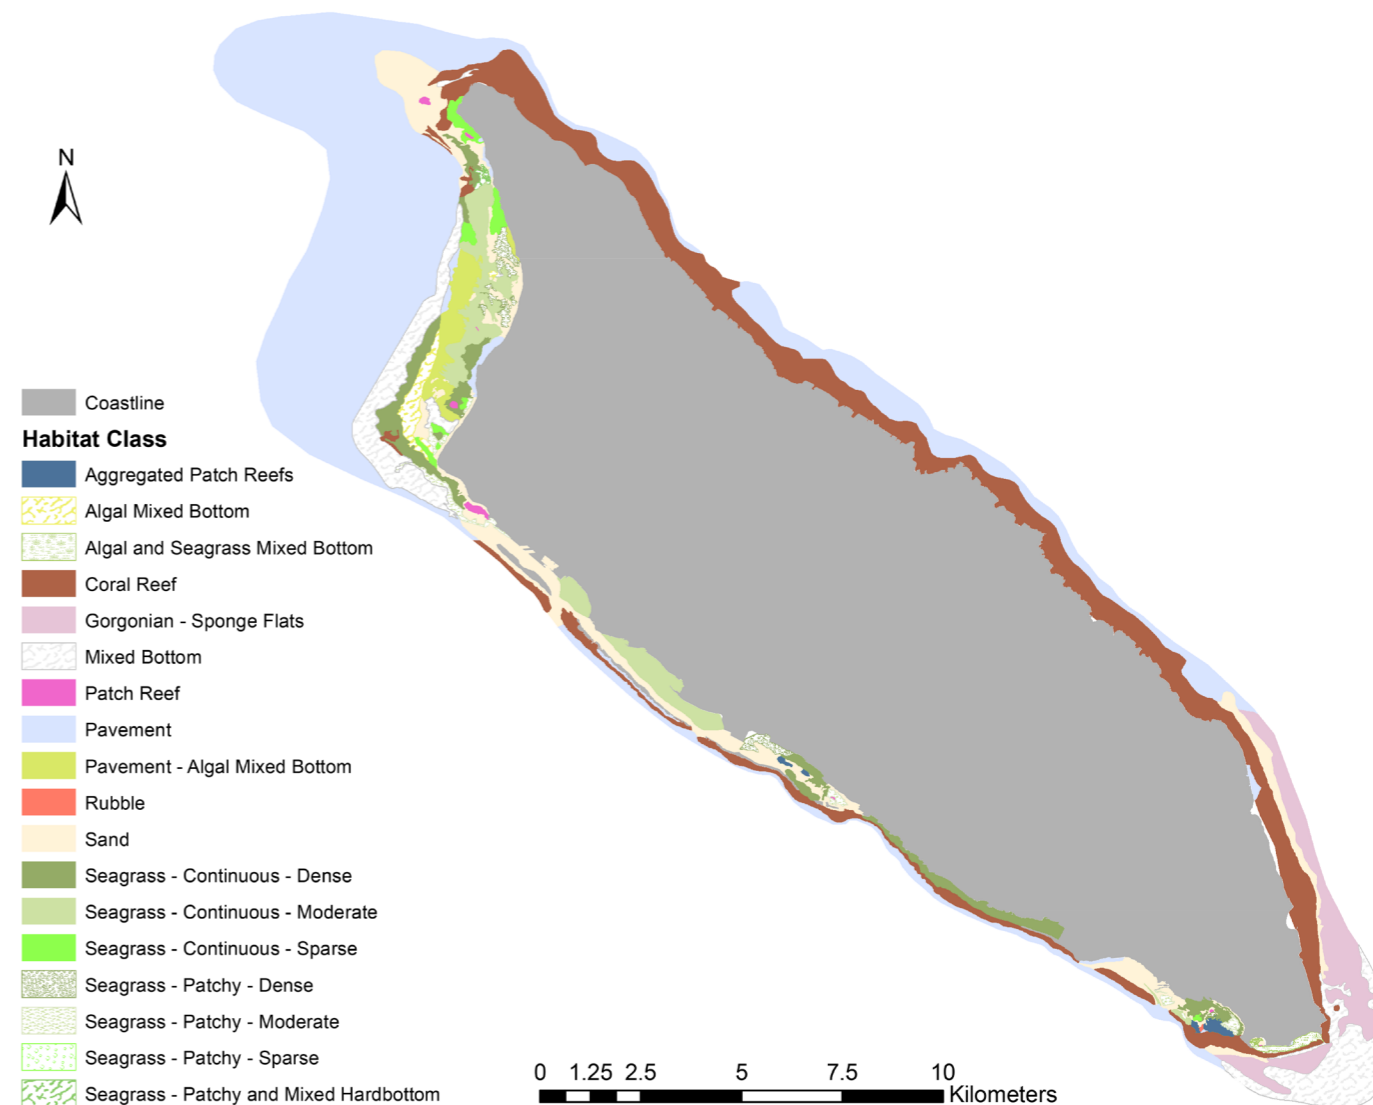 N
Coastline
Habitat Class
Aggregated Patch Reefs
Algal Mixed Bottom
Algal and Seagrass Mixed Bottom
Coral Reef
Gorgonian - Sponge Flats
Mixed Bottom
Patch Reef
Pavement
Pavement - Algal Mixed Bottom
Rubble
Sand
Seagrass - Continuous - Dense
Seagrass - Continuous - Moderate
Seagrass - Continuous - Sparse
Seagrass - Patchy - Dense
Seagrass - Patchy - Moderate
Seagrass - Patchy - Sparse
Seagrass - Patchy and Mixed Hardbottom
0 1.25 2.5 5 7.5 10
Kilometers